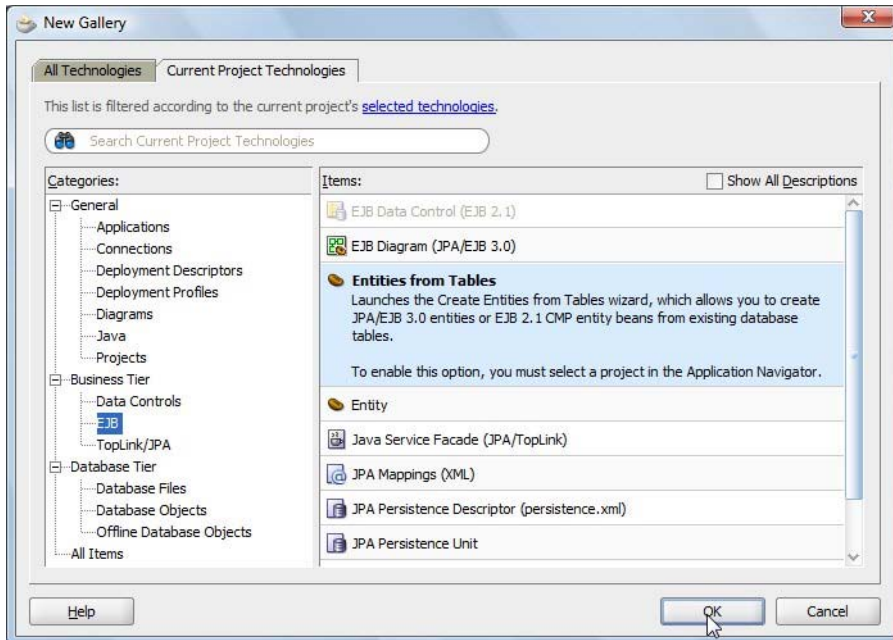 New Gallery
All Technologies
Current Project Technologies
This list is filtered according to the current project's selected technologies.
Search Current Project Technologies
Categories:
General
Applications
Connections
Deployment Descriptors
Deployment Profiles
Diagrams
Java
Projects
Business Tier
Data Controls
EJB
TopLink/JPA
Database Tier
Database Files
Database Objects
Offline Database Objects
All Items
Items:
Show All Descriptions
EJB Data Control (EJB 2.1)
EJB Diagram (JPA/EJB 3.0)
Entities from Tables
Launches the Create Entities from Tables wizard, which allows you to create
JPA/EJB 3.0 entities or EJB 2.1 CMP entity beans from existing database
tables.
To enable this option, you must select a project in the Application Navigator.
Entity
Java Service Facade (JPA/TopLink)
JPA Mappings (XML)
JPA Persistence Descriptor (persistence.xml)
JPA Persistence Unit
Help
OK
Cancel